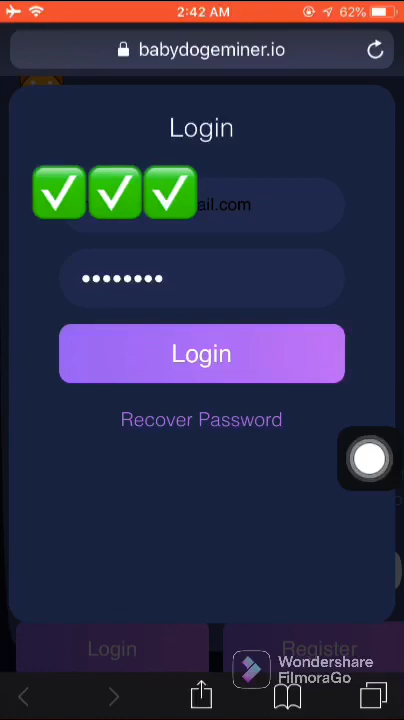 2:42 AM
62%
babydogeminer.io
Login
ail.com
Login
Recover Password
Login
Register
Wondershare
FilmoraGo